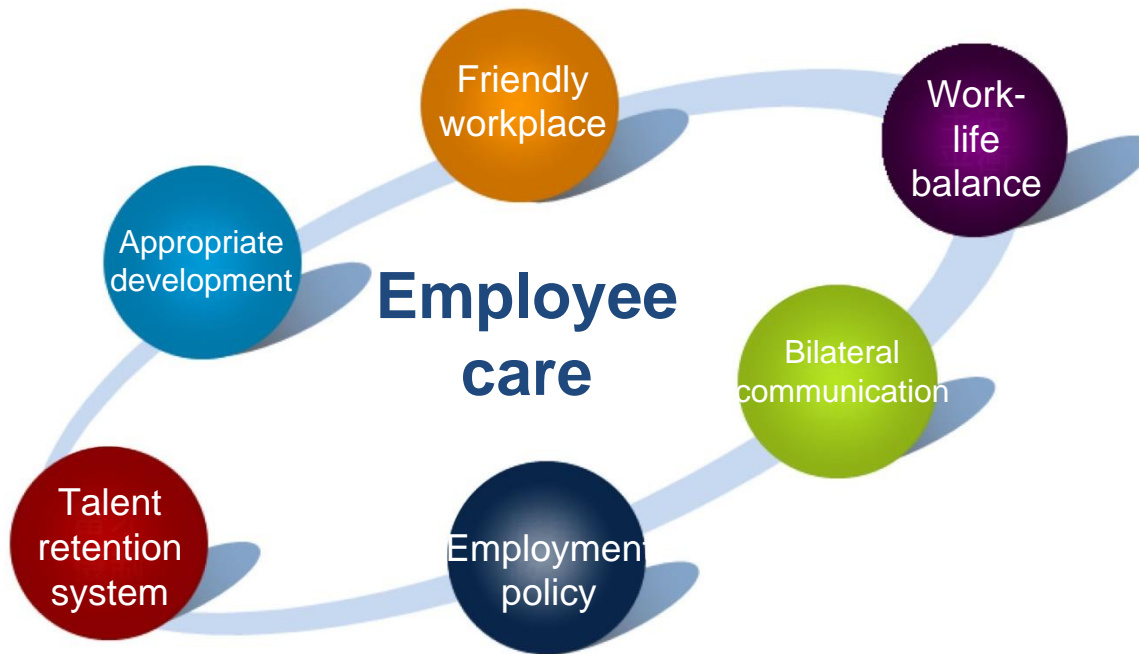 Friendly
workplace
Work-
life
balance
Appropriate
development
Employee
care
Bilateral
communication
Talent
retention
system
Employment
policy